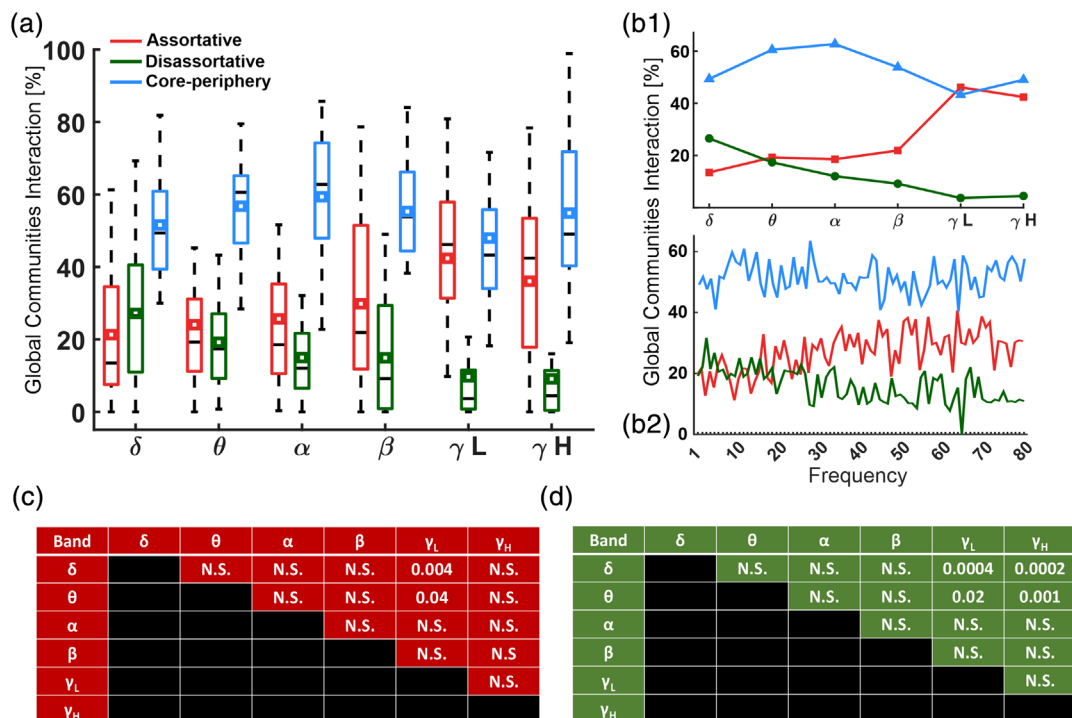 (a)
Assortative
Disassortative
Core-periphery
Global Communities Interaction [%]
100
80
60
40
20
0
δ θ α β γ L γ H
(b1)
Global Communities Interaction [%]
60
40
20
δ θ α β γ L γ H
60
40
20
0
(b2)
1 10 20 30 40 50 60 70 80
Frequency
(c)
Band δ θ α β γL γH
δ N.S. N.S. N.S. 0.004 N.S.
θ N.S. N.S. 0.04 N.S.
α N.S. N.S. N.S.
β N.S. N.S
γL N.S.
γH
(d)
Band δ θ α β γL γH
δ N.S. N.S. N.S. 0.0004 0.0002
θ N.S. N.S. 0.02 0.001
α N.S. N.S. N.S.
β N.S. N.S.
γL N.S.
γH